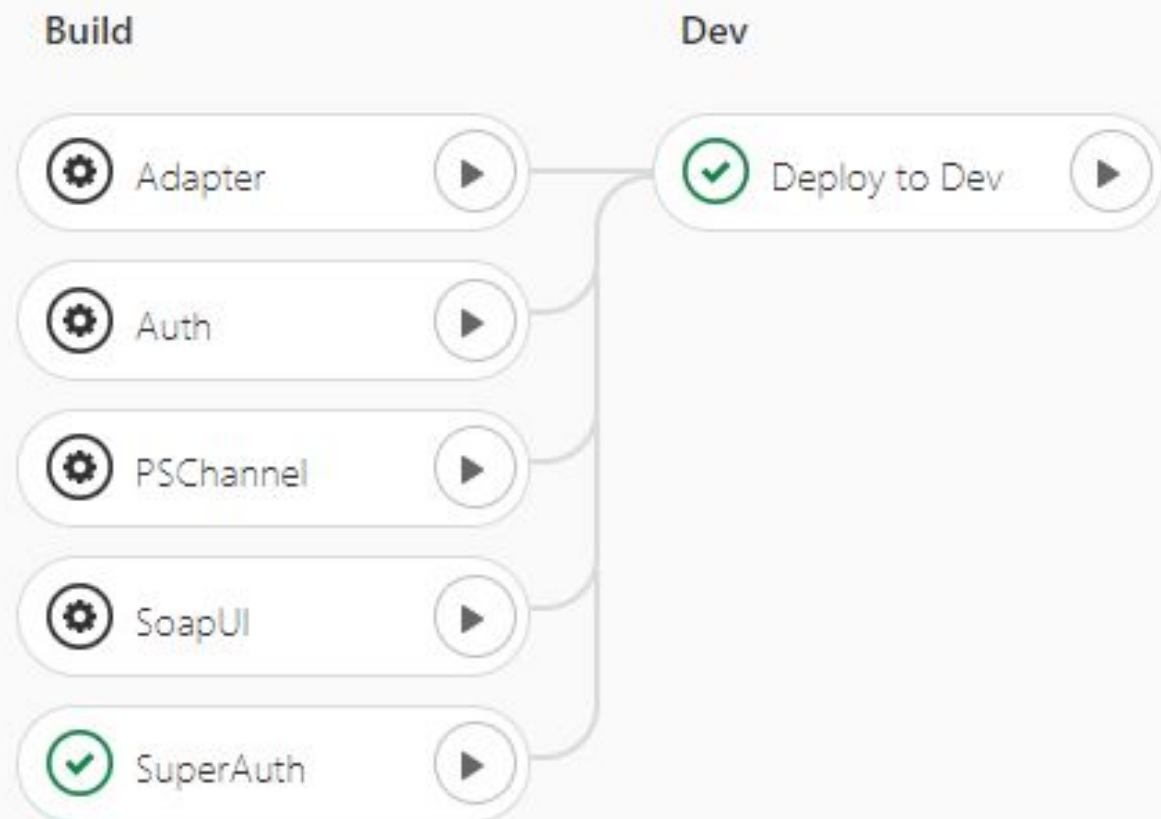 Build
Dev
Adapter
Deploy to Dev
Auth
PSChannel
SoapUI
SuperAuth